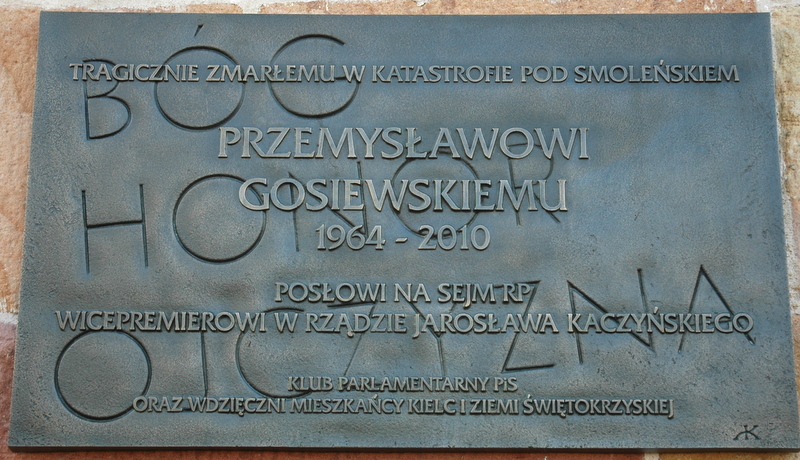 BÓG
TRAGICZNIE ZMARŁEMU W KATASTROFIE POD SMOLEŃSKIEM
PRZEMYSŁAWOWI
HONOR
GOSIEWSKIEMU
1964 - 2010
POSŁOWI NA SEJM RP
WICEPREMIEROWI W RZĄDZIE JAROSŁAWA KACZYŃSKIEGO
OJCZYZNA
KLUB PARLAMENTARNY PiS
ORAZ WDZIĘCZNI MIESZKAŃCY KIELC I ZIEMI ŚWIĘTOKRZYSKIEJ